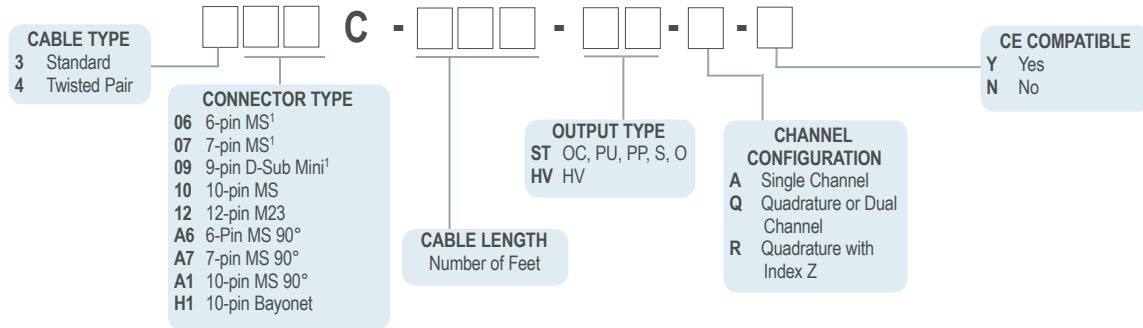 C - - - -
CABLE TYPE
3 Standard
4 Twisted Pair
CONNECTOR TYPE
06 6-pin MS¹
07 7-pin MS¹
09 9-pin D-Sub Mini¹
10 10-pin MS
12 12-pin M23
A6 6-Pin MS 90°
A7 7-pin MS 90°
A1 10-pin MS 90°
H1 10-pin Bayonet
CABLE LENGTH
Number of Feet
OUTPUT TYPE
ST OC, PU, PP, S, O
HV HV
CHANNEL
CONFIGURATION
A Single Channel
Q Quadrature or Dual
Channel
R Quadrature with
Index Z
CE COMPATIBLE
Y Yes
N No